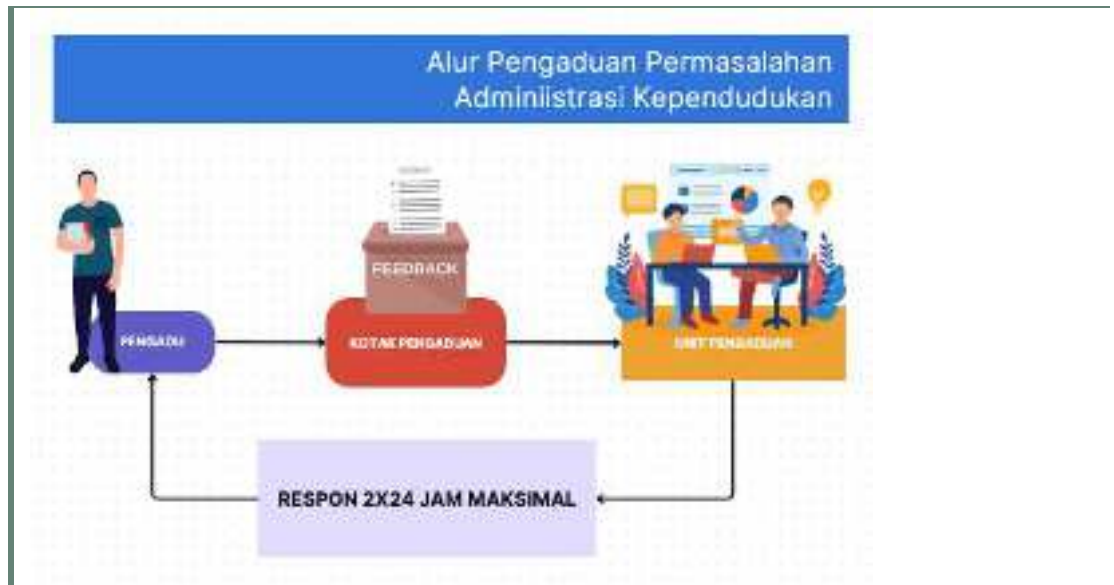 Alur Pengaduan Permasalahan
Adminiistrasi Kependudukan
FEEDBACK
PENGADU
KOTAK PENGADUAN
UNIT PENGADUAN
RESPON 2X24 JAM MAKSIMAL